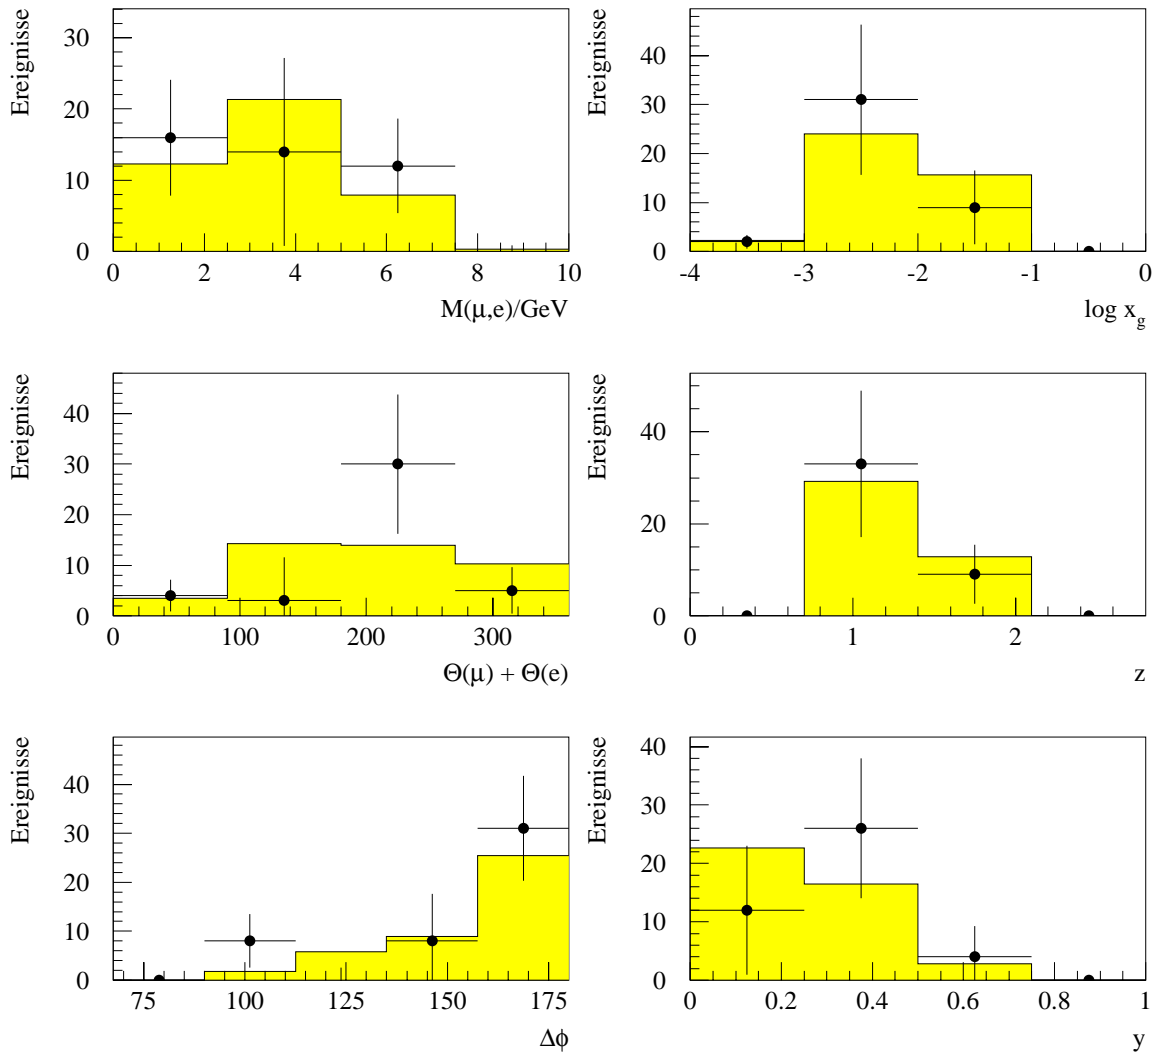 Ereignisse
30
20
10
0
0 2 4 6 8 10
M(μ,e)/GeV
Ereignisse
40
30
20
10
0
-4 -3 -2 -1 0
log x_g
Ereignisse
40
30
20
10
0
0 100 200 300
Θ(μ) + Θ(e)
Ereignisse
40
20
0
0 1 2
z
Ereignisse
40
30
20
10
0
75 100 125 150 175
Δϕ
Ereignisse
40
30
20
10
0
0 0.2 0.4 0.6 0.8 1
y